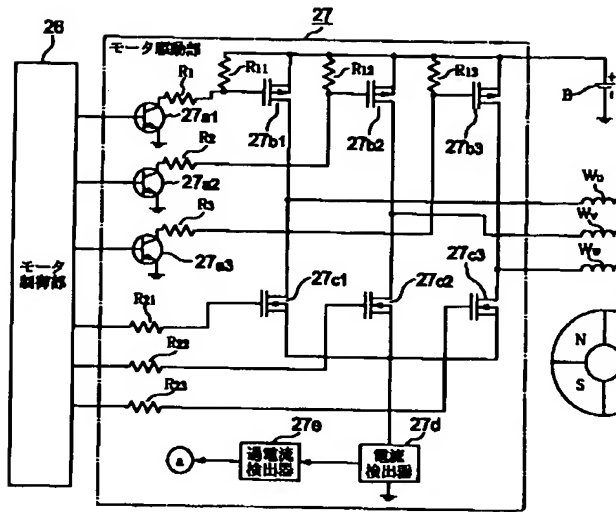 26
27
モータ駆動部
R1
R11
R12
R13
27a1
27b1
27b2
27b3
B
R2
27a2
R3
27a3
Wu
Wv
Ww
モータ制御部
27c1
27c2
27c3
R21
R22
R23
N
S
27e
27d
a
過電流検出器
電流検出器